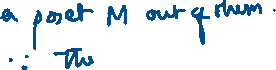 a poset M out of them.
∵ The